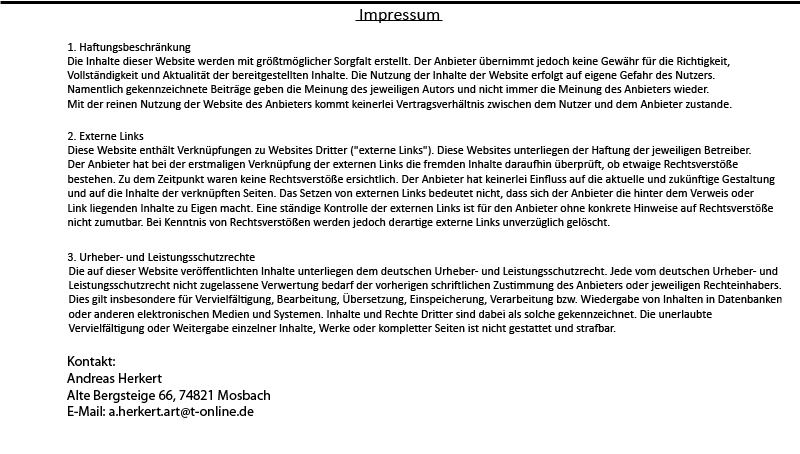 Impressum
1. Haftungsbeschränkung
Die Inhalte dieser Website werden mit größtmöglicher Sorgfalt erstellt. Der Anbieter übernimmt jedoch keine Gewähr für die Richtigkeit,
Vollständigkeit und Aktualität der bereitgestellten Inhalte. Die Nutzung der Inhalte der Website erfolgt auf eigene Gefahr des Nutzers.
Namentlich gekennzeichnete Beiträge geben die Meinung des jeweiligen Autors und nicht immer die Meinung des Anbieters wieder.
Mit der reinen Nutzung der Website des Anbieters kommt keinerlei Vertragsverhältnis zwischen dem Nutzer und dem Anbieter zustande.
2. Externe Links
Diese Website enthält Verknüpfungen zu Websites Dritter ("externe Links"). Diese Websites unterliegen der Haftung der jeweiligen Betreiber.
Der Anbieter hat bei der erstmaligen Verknüpfung der externen Links die fremden Inhalte daraufhin überprüft, ob etwaige Rechtsverstöße
bestehen. Zu dem Zeitpunkt waren keine Rechtsverstöße ersichtlich. Der Anbieter hat keinerlei Einfluss auf die aktuelle und zukünftige Gestaltung
und auf die Inhalte der verknüpften Seiten. Das Setzen von externen Links bedeutet nicht, dass sich der Anbieter die hinter dem Verweis oder
Link liegenden Inhalte zu Eigen macht. Eine ständige Kontrolle der externen Links ist für den Anbieter ohne konkrete Hinweise auf Rechtsverstöße
nicht zumutbar. Bei Kenntnis von Rechtsverstößen werden jedoch derartige externe Links unverzüglich gelöscht.
3. Urheber- und Leistungsschutzrechte
Die auf dieser Website veröffentlichten Inhalte unterliegen dem deutschen Urheber- und Leistungsschutzrecht. Jede vom deutschen Urheber- und
Leistungsschutzrecht nicht zugelassene Verwertung bedarf der vorherigen schriftlichen Zustimmung des Anbieters oder jeweiligen Rechteinhabers.
Dies gilt insbesondere für Vervielfältigung, Bearbeitung, Übersetzung, Einspeicherung, Verarbeitung bzw. Wiedergabe von Inhalten in Datenbanken
oder anderen elektronischen Medien und Systemen. Inhalte und Rechte Dritter sind dabei als solche gekennzeichnet. Die unerlaubte
Vervielfältigung oder Weitergabe einzelner Inhalte, Werke oder kompletter Seiten ist nicht gestattet und strafbar.
Kontakt:
Andreas Herkert
Alte Bergsteige 66, 74821 Mosbach
E-Mail: a.herkert.art@t-online.de